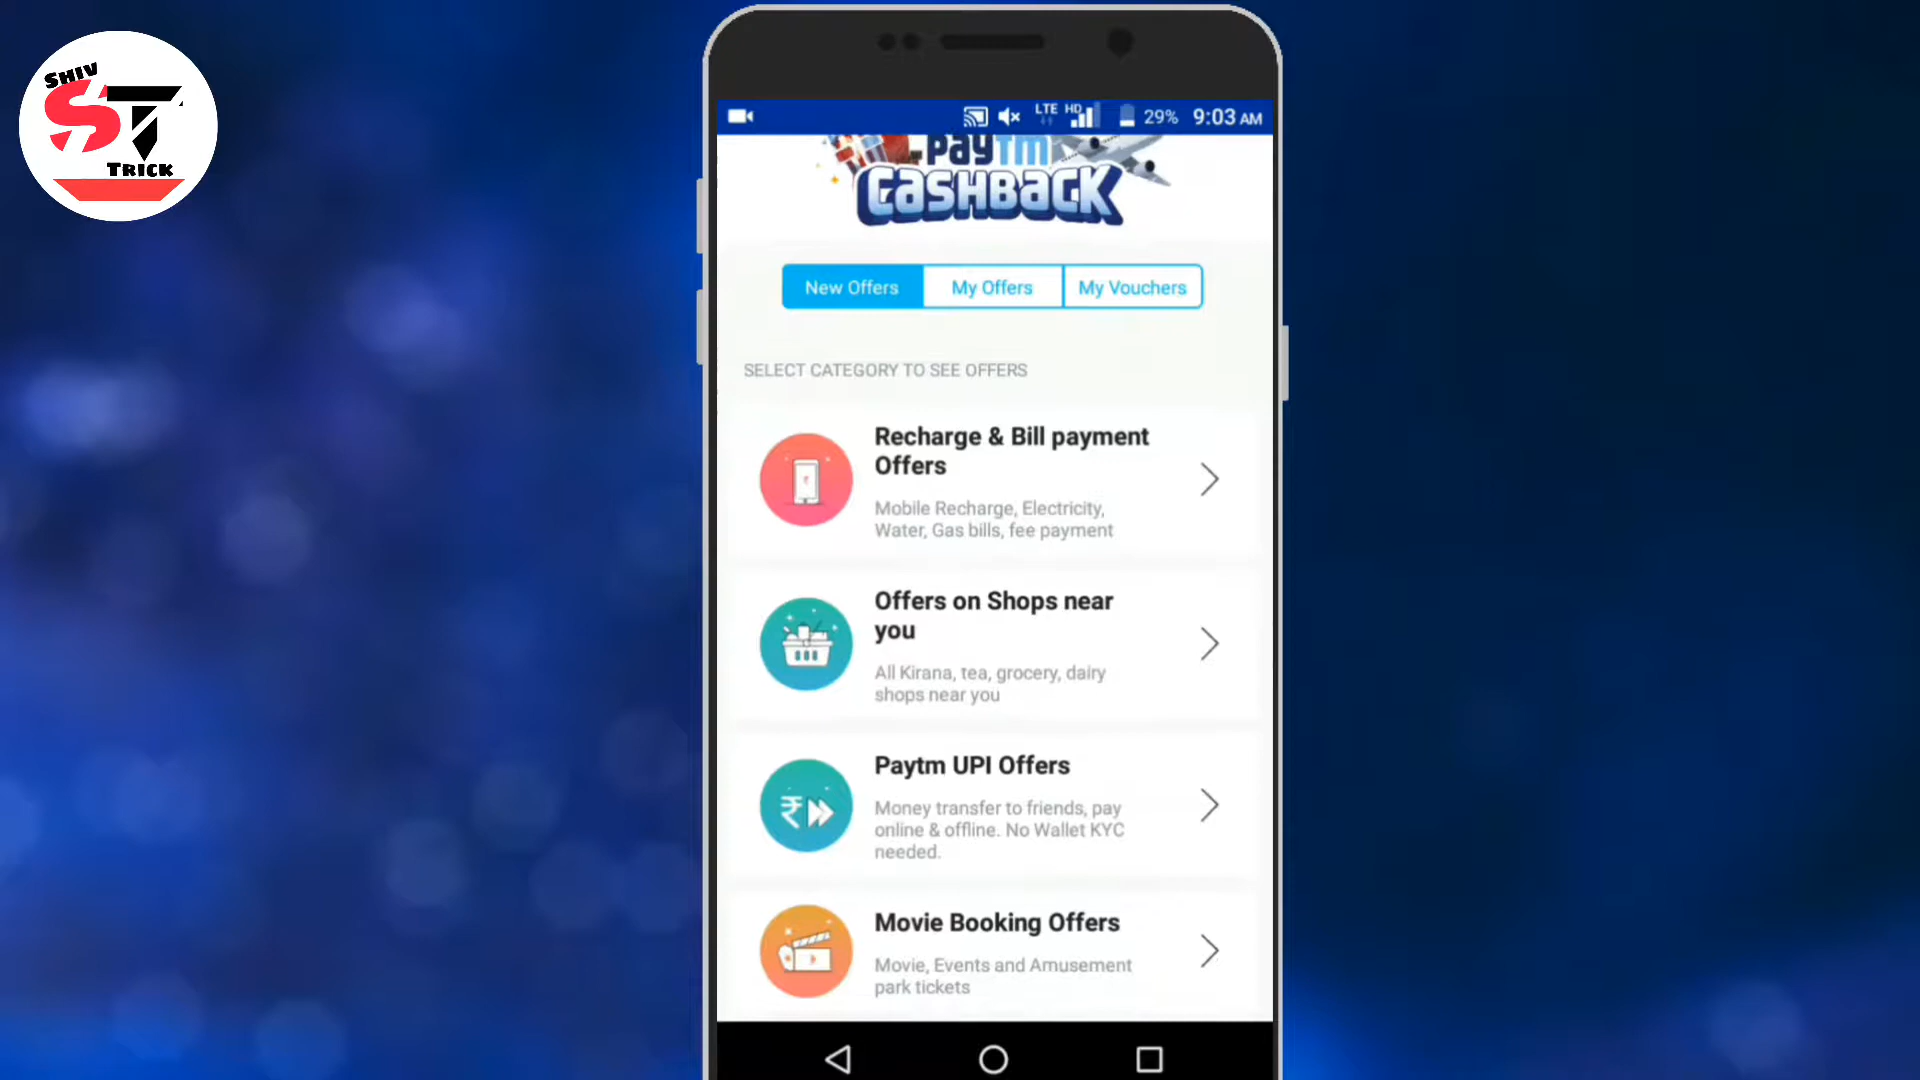 SHIV
ST
TRICK
LTE HD 29% 9:03 AM
paytm
CASHBACK
New Offers My Offers My Vouchers
SELECT CATEGORY TO SEE OFFERS
Recharge & Bill payment
Offers
Mobile Recharge, Electricity,
Water, Gas bills, fee payment
Offers on Shops near
you
All Kirana, tea, grocery, dairy
shops near you
Paytm UPI Offers
Money transfer to friends, pay
online & offline. No Wallet KYC
needed.
Movie Booking Offers
Movie, Events and Amusement
park tickets